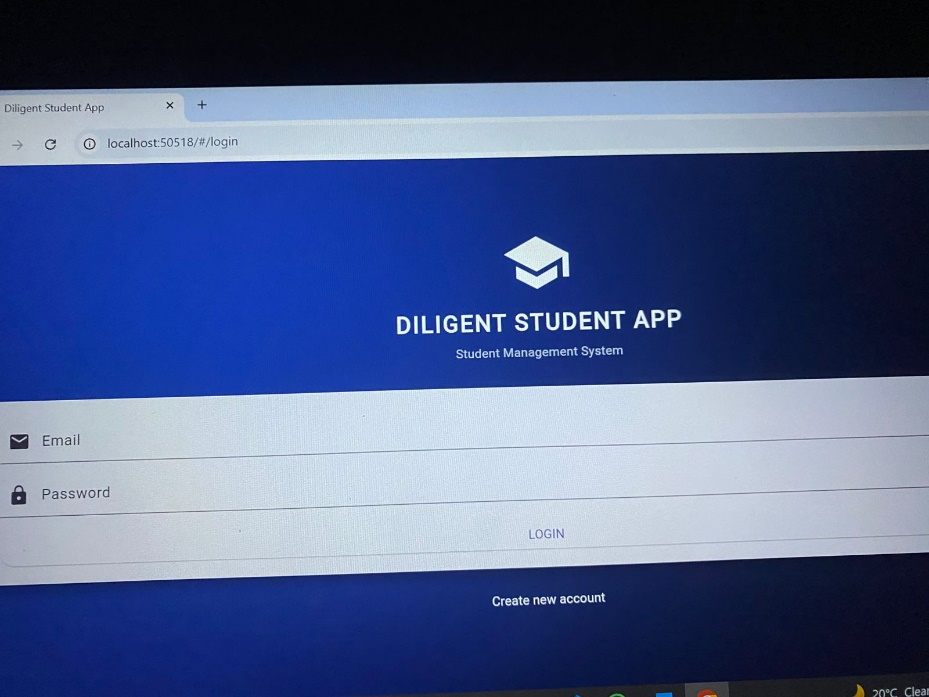 Diligent Student App
localhost:50518/#/login
DILIGENT STUDENT APP
Student Management System
Email
Password
LOGIN
Create new account
20°C Clear